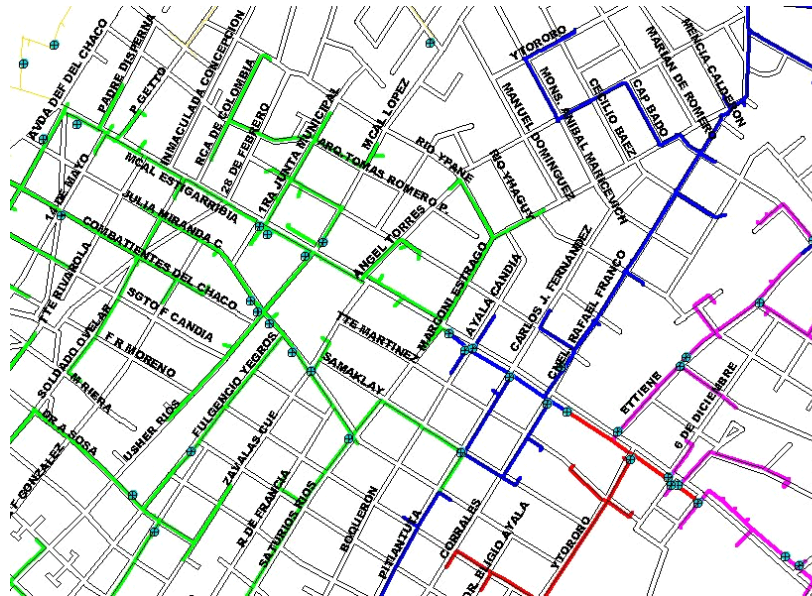 AVDA DEF DEL CHACO
PADRE DISPERNA
P. GETTO
INMACULADA CONCEPCION
RCA DE COLOMBIA
28 DE FEBRERO
1RA JUNTA MUNICIPAL
MCAL LOPEZ
YTORORO
MONS. ANIBAL MARICEVICH
CECILIO BAEZ
CAP. BADO
MARIAN DE ROMERO
MENCIA CALDERON
MANUEL DOMINGUEZ
RIO YPANE
RIO YHAGUY
ARQ. TOMAS ROMERO P.
14 DE MAYO
MCAL ESTIGARRIBIA
JULIA MIRANDA C.
COMBATIENTES DEL CHACO
ANGEL TORRES
MARGONI ESTRAGO
AYALA CANDIA
CARLOS J. FERNANDEZ
CNEL. RAFAEL FRANCO
TTE RIVAROLA
SGTO F CANDIA
F.R MORENO
SOLDADO OVELAR
M.RIERA
DR.A SOSA
F. GONZALEZ
USHER RIOS
FULGENCIO YEGROS
TTE MARTINEZ
SAMAKLAY
ZAVALAS CUE
R.DE FRANCIA
SATURIOS RIOS
BOQUERON
PITIANTUTA
CORRALES
DR. ELIGIO AYALA
YTORORO
ETTIENE
6 DE DICIEMBRE